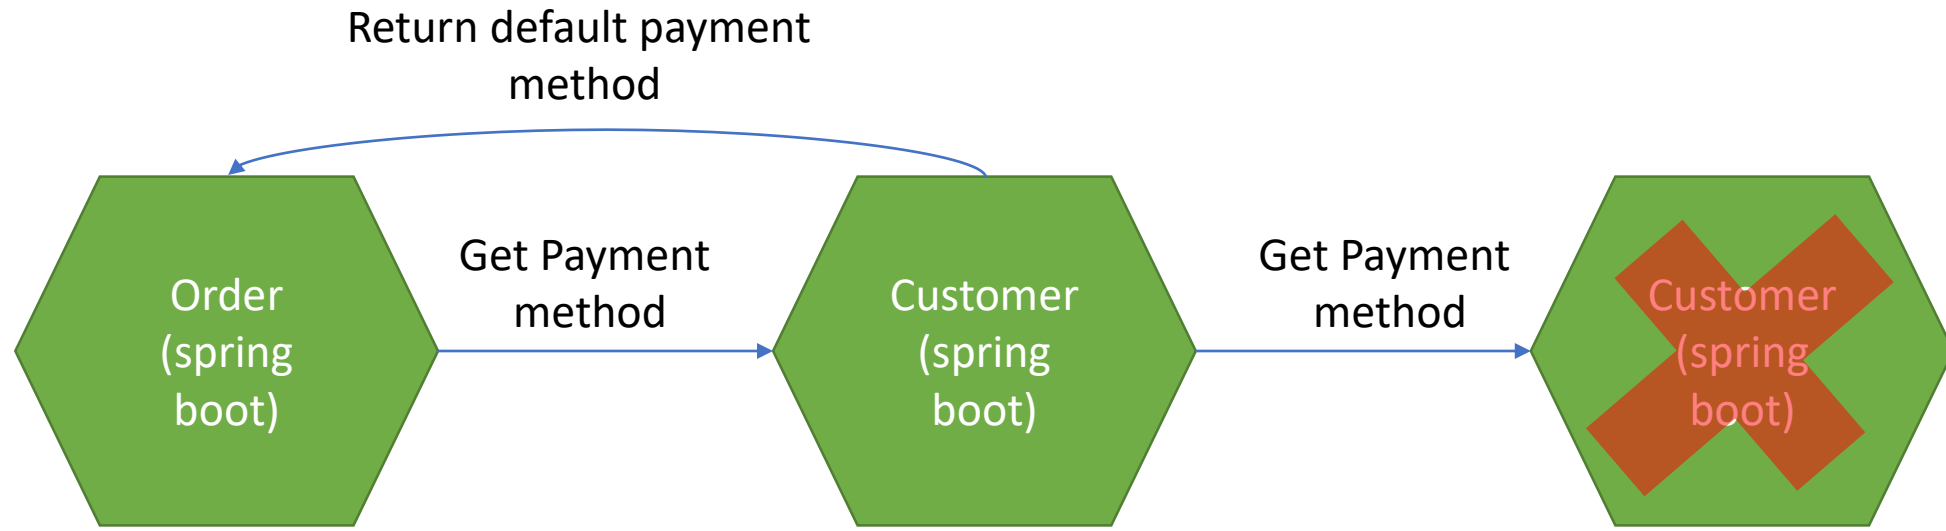 Return default payment
method
Order
(spring
boot)
Get Payment
method
Customer
(spring
boot)
Get Payment
method
Customer
(spring
boot)